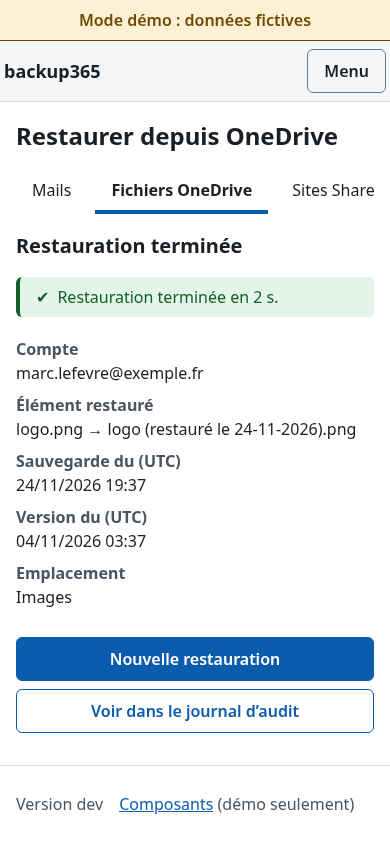 Mode démo : données fictives
backup365
Menu
Restaurer depuis OneDrive
Mails
Fichiers OneDrive
Sites Share
Restauration terminée
✔ Restauration terminée en 2 s.
Compte
marc.lefevre@exemple.fr
Élément restauré
logo.png → logo (restauré le 24-11-2026).png
Sauvegarde du (UTC)
24/11/2026 19:37
Version du (UTC)
04/11/2026 03:37
Emplacement
Images
Nouvelle restauration
Voir dans le journal d’audit
Version dev Composants (démo seulement)